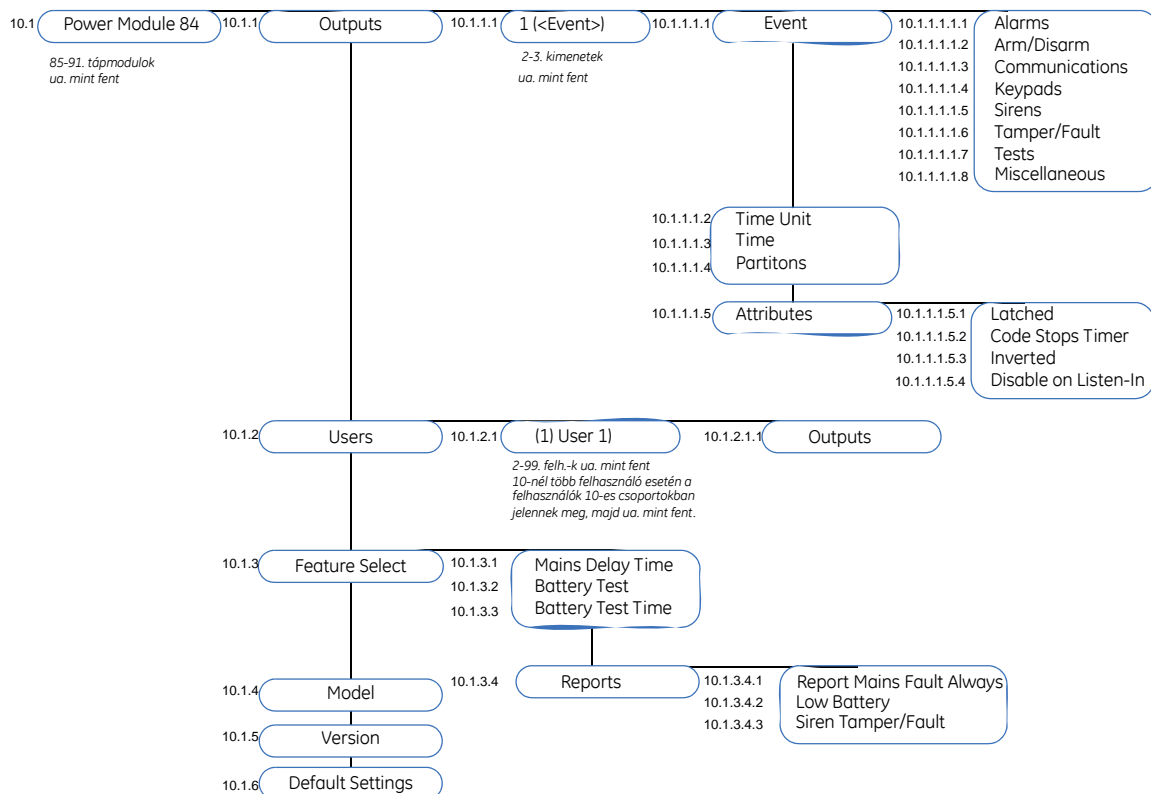 10.1 Power Module 84
85-91. tápmodulok
ua. mint fent
10.1.1 Outputs
10.1.1.1 1 (<Event>)
2-3. kimenetek
ua. mint fent
10.1.1.1.1 Event
10.1.1.1.1.1 Alarms
10.1.1.1.1.2 Arm/Disarm
10.1.1.1.1.3 Communications
10.1.1.1.1.4 Keypads
10.1.1.1.1.5 Sirens
10.1.1.1.1.6 Tamper/Fault
10.1.1.1.1.7 Tests
10.1.1.1.1.8 Miscellaneous
10.1.1.1.2 Time Unit
10.1.1.1.3 Time
10.1.1.1.4 Partitons
10.1.1.1.5 Attributes
10.1.1.1.5.1 Latched
10.1.1.1.5.2 Code Stops Timer
10.1.1.1.5.3 Inverted
10.1.1.1.5.4 Disable on Listen-In
10.1.2 Users
10.1.2.1 (1) User 1)
2-99. felh.-k ua. mint fent
10-nél több felhasználó esetén a
felhasználók 10-es csoportokban
jelennek meg, majd ua. mint fent.
10.1.2.1.1 Outputs
10.1.3 Feature Select
10.1.3.1 Mains Delay Time
10.1.3.2 Battery Test
10.1.3.3 Battery Test Time
10.1.3.4 Reports
10.1.3.4.1 Report Mains Fault Always
10.1.3.4.2 Low Battery
10.1.3.4.3 Siren Tamper/Fault
10.1.4 Model
10.1.5 Version
10.1.6 Default Settings